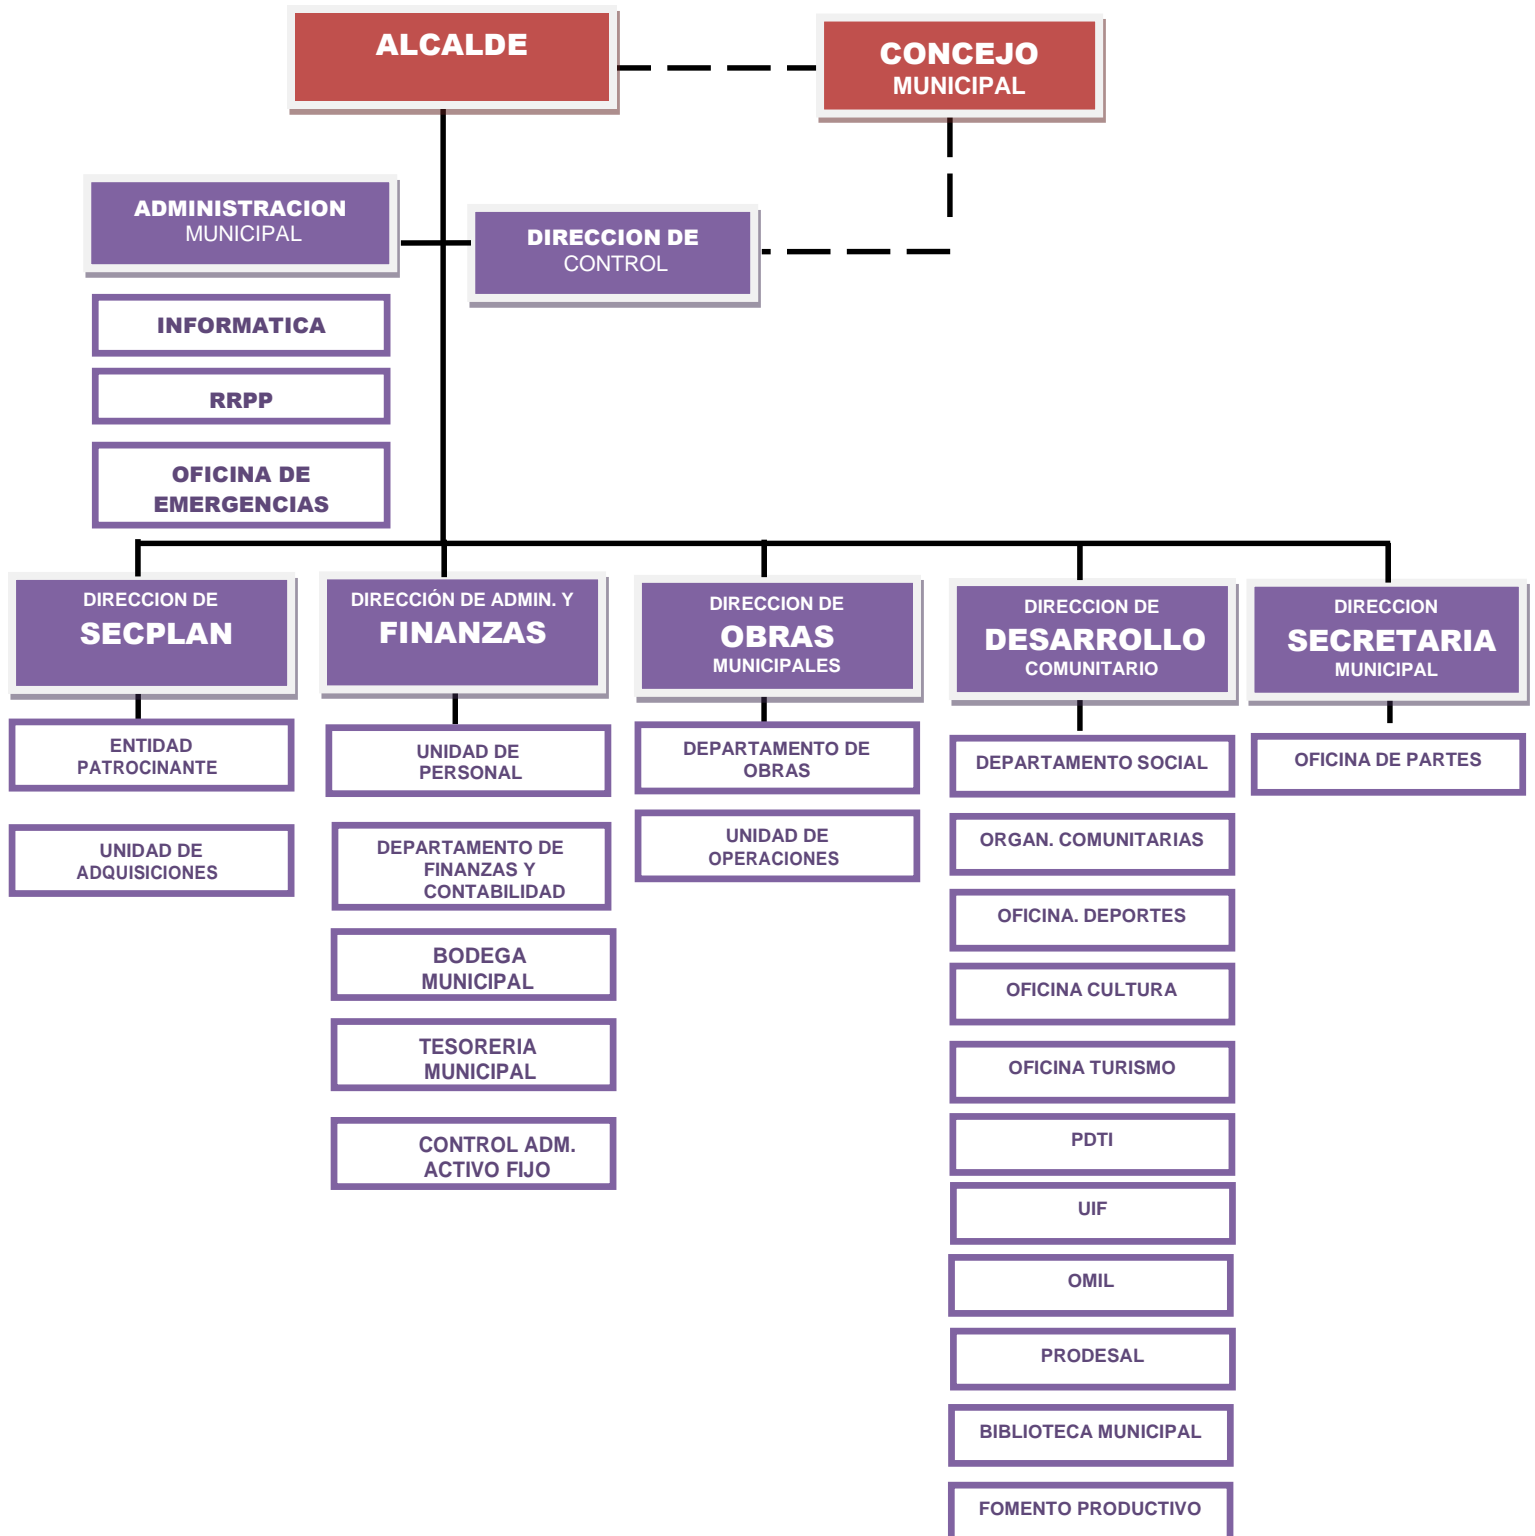 ALCALDE
CONCEJO
MUNICIPAL
ADMINISTRACION
MUNICIPAL
DIRECCION DE
CONTROL
INFORMATICA
RRPP
OFICINA DE
EMERGENCIAS
DIRECCION DE
SECPLAN
DIRECCIÓN DE ADMIN. Y
FINANZAS
DIRECCION DE
OBRAS
MUNICIPALES
DIRECCION DE
DESARROLLO
COMUNITARIO
DIRECCION
SECRETARIA
MUNICIPAL
ENTIDAD
PATROCINANTE
UNIDAD DE
ADQUISICIONES
UNIDAD DE
PERSONAL
DEPARTAMENTO DE
FINANZAS Y
CONTABILIDAD
BODEGA
MUNICIPAL
TESORERIA
MUNICIPAL
CONTROL ADM.
ACTIVO FIJO
DEPARTAMENTO DE
OBRAS
UNIDAD DE
OPERACIONES
DEPARTAMENTO SOCIAL
ORGAN. COMUNITARIAS
OFICINA. DEPORTES
OFICINA CULTURA
OFICINA TURISMO
PDTI
UIF
OMIL
PRODESAL
BIBLIOTECA MUNICIPAL
FOMENTO PRODUCTIVO
OFICINA DE PARTES